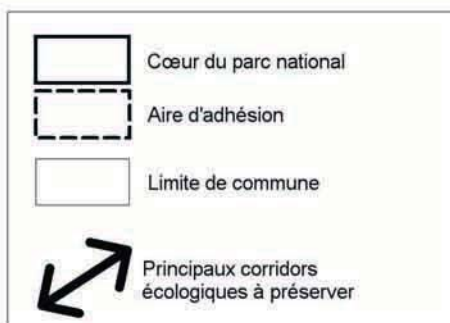 Cœur du parc national
Aire d'adhésion
Limite de commune
Principaux corridors
écologiques à préserver